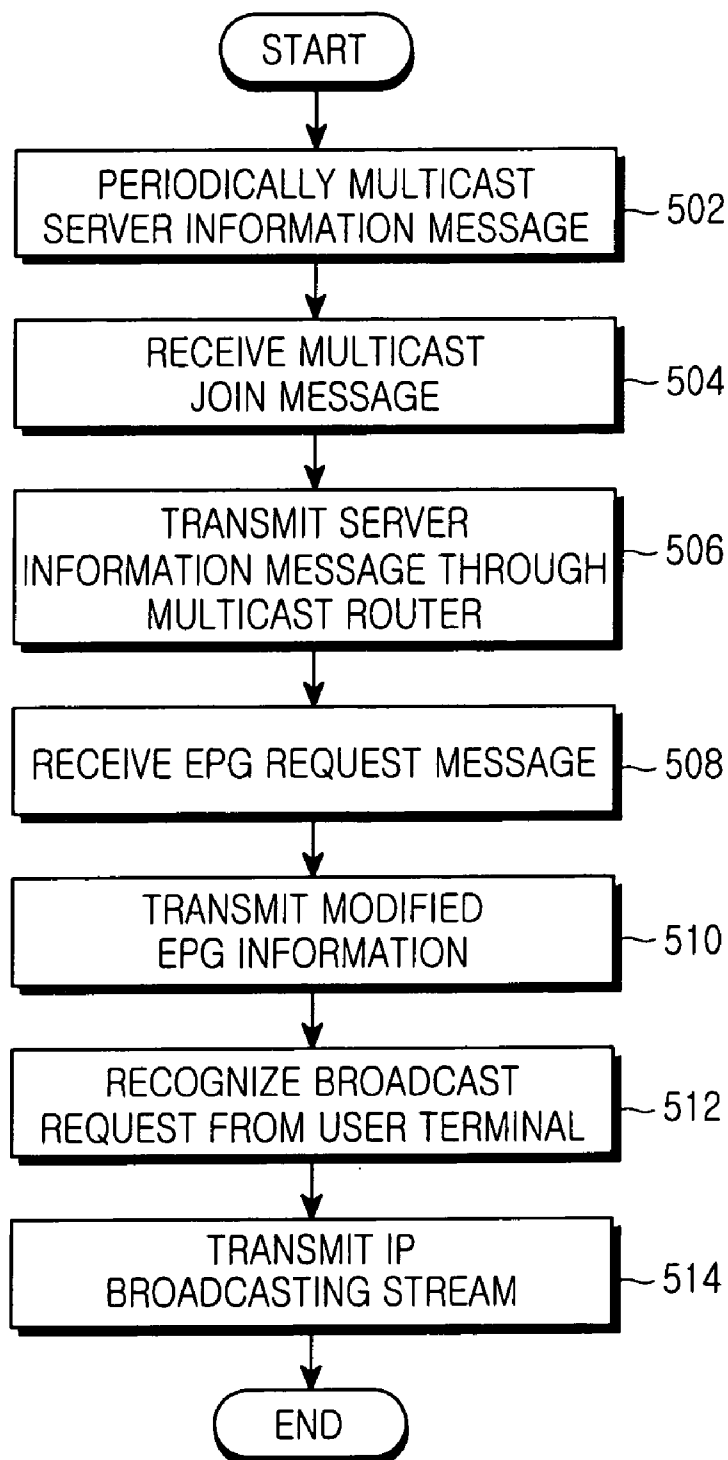 START
PERIODICALLY MULTICAST
SERVER INFORMATION MESSAGE
502
RECEIVE MULTICAST
JOIN MESSAGE
504
TRANSMIT SERVER
INFORMATION MESSAGE THROUGH
MULTICAST ROUTER
506
RECEIVE EPG REQUEST MESSAGE
508
TRANSMIT MODIFIED
EPG INFORMATION
510
RECOGNIZE BROADCAST
REQUEST FROM USER TERMINAL
512
TRANSMIT IP
BROADCASTING STREAM
514
END